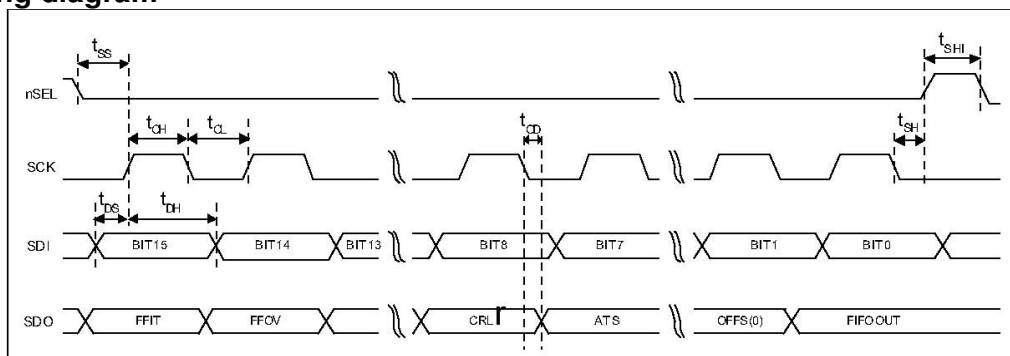 ng diagram
tSS
tSHI
nSEL
tCH
tCL
tOD
tSH
SCK
tDS
tDH
SDI
BIT15
BIT14
BIT13
BIT8
BIT7
BIT1
BIT0
SDO
FFIT
FFOV
CRL
r
ATS
OFFS(0)
FIFO OUT